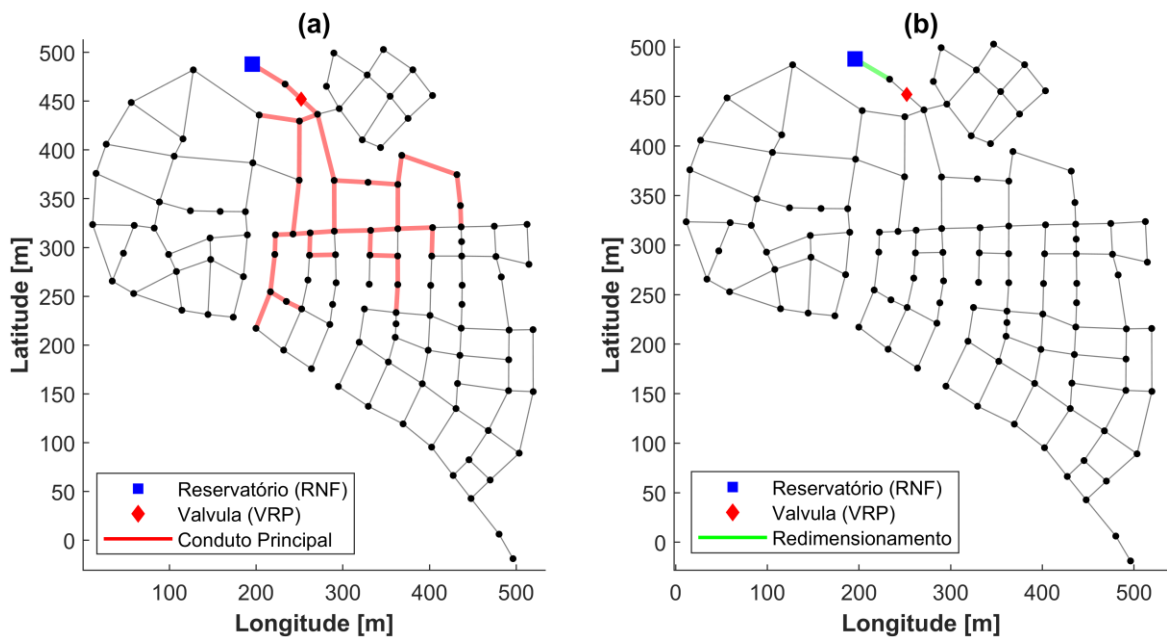 (a)
500
450
400
350
300
250
200
150
100
50
0
Latitude [m]
Reservatório (RNF)
Valvula (VRP)
Conduto Principal
100 200 300 400 500
Longitude [m]
(b)
500
450
400
350
300
250
200
150
100
50
0
Latitude [m]
Reservatório (RNF)
Valvula (VRP)
Redimensionamento
0 100 200 300 400 500
Longitude [m]